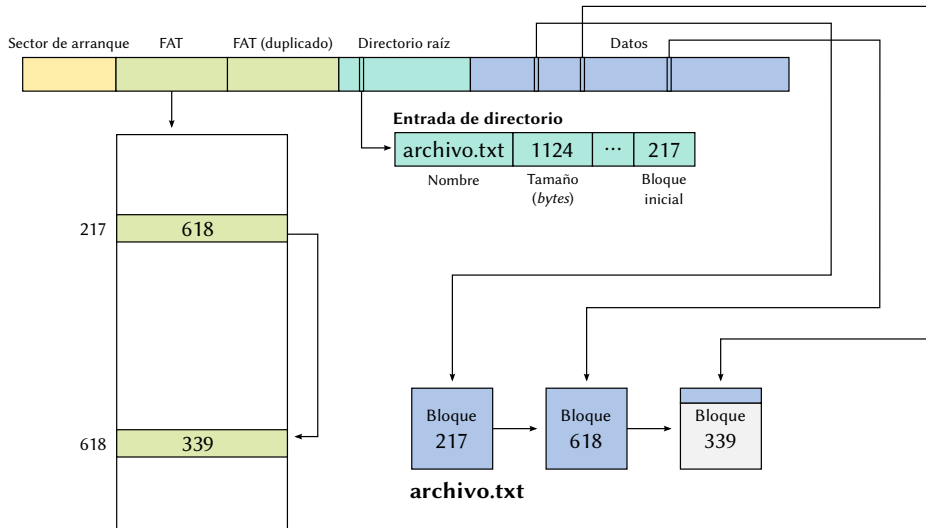 Sector de arranque
FAT
FAT (duplicado)
Directorio raíz
Datos
Entrada de directorio
archivo.txt
1124
...
217
Nombre
Tamaño
(bytes)
Bloque
inicial
217
618
618
339
Bloque
217
Bloque
618
Bloque
339
archivo.txt